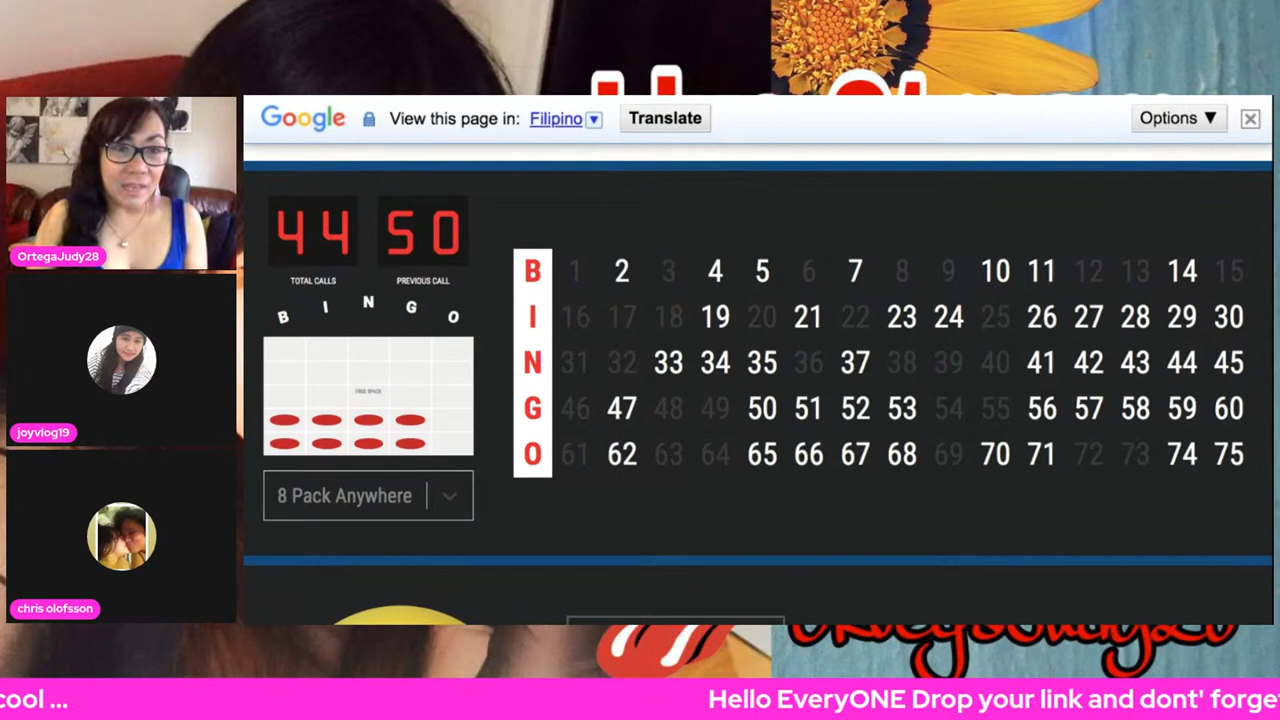 Google View this page in: Filipino ▼ Translate Options ▼
OrtegaJudy28
44 50
TOTAL CALLS PREVIOUS CALL
B I N G O
FREE SPACE
8 Pack Anywhere
B 1 2 3 4 5 6 7 8 9 10 11 12 13 14 15
I 16 17 18 19 20 21 22 23 24 25 26 27 28 29 30
N 31 32 33 34 35 36 37 38 39 40 41 42 43 44 45
G 46 47 48 49 50 51 52 53 54 55 56 57 58 59 60
O 61 62 63 64 65 66 67 68 69 70 71 72 73 74 75
joyvlog19
chris olofsson
cool ... Hello EveryONE Drop your link and dont' forge